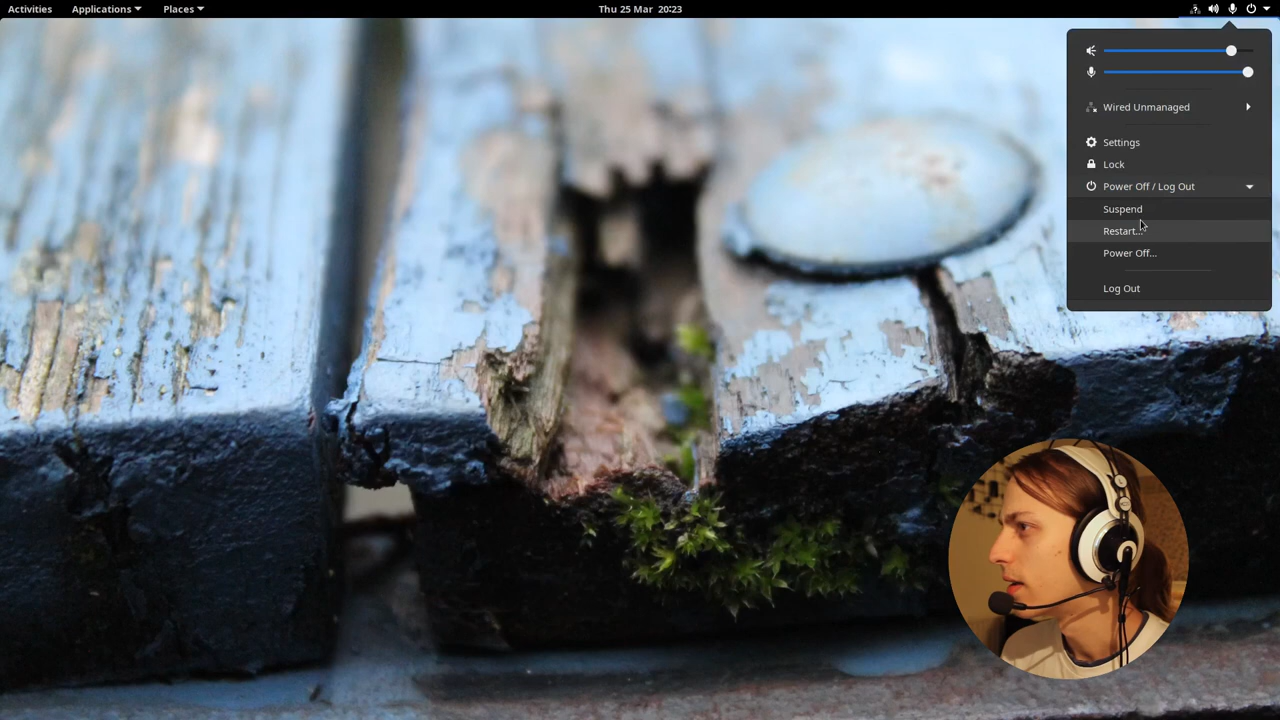 Activities Applications Places Thu 25 Mar 20:23
Wired Unmanaged
Settings
Lock
Power Off / Log Out
Suspend
Restart...
Power Off...
Log Out